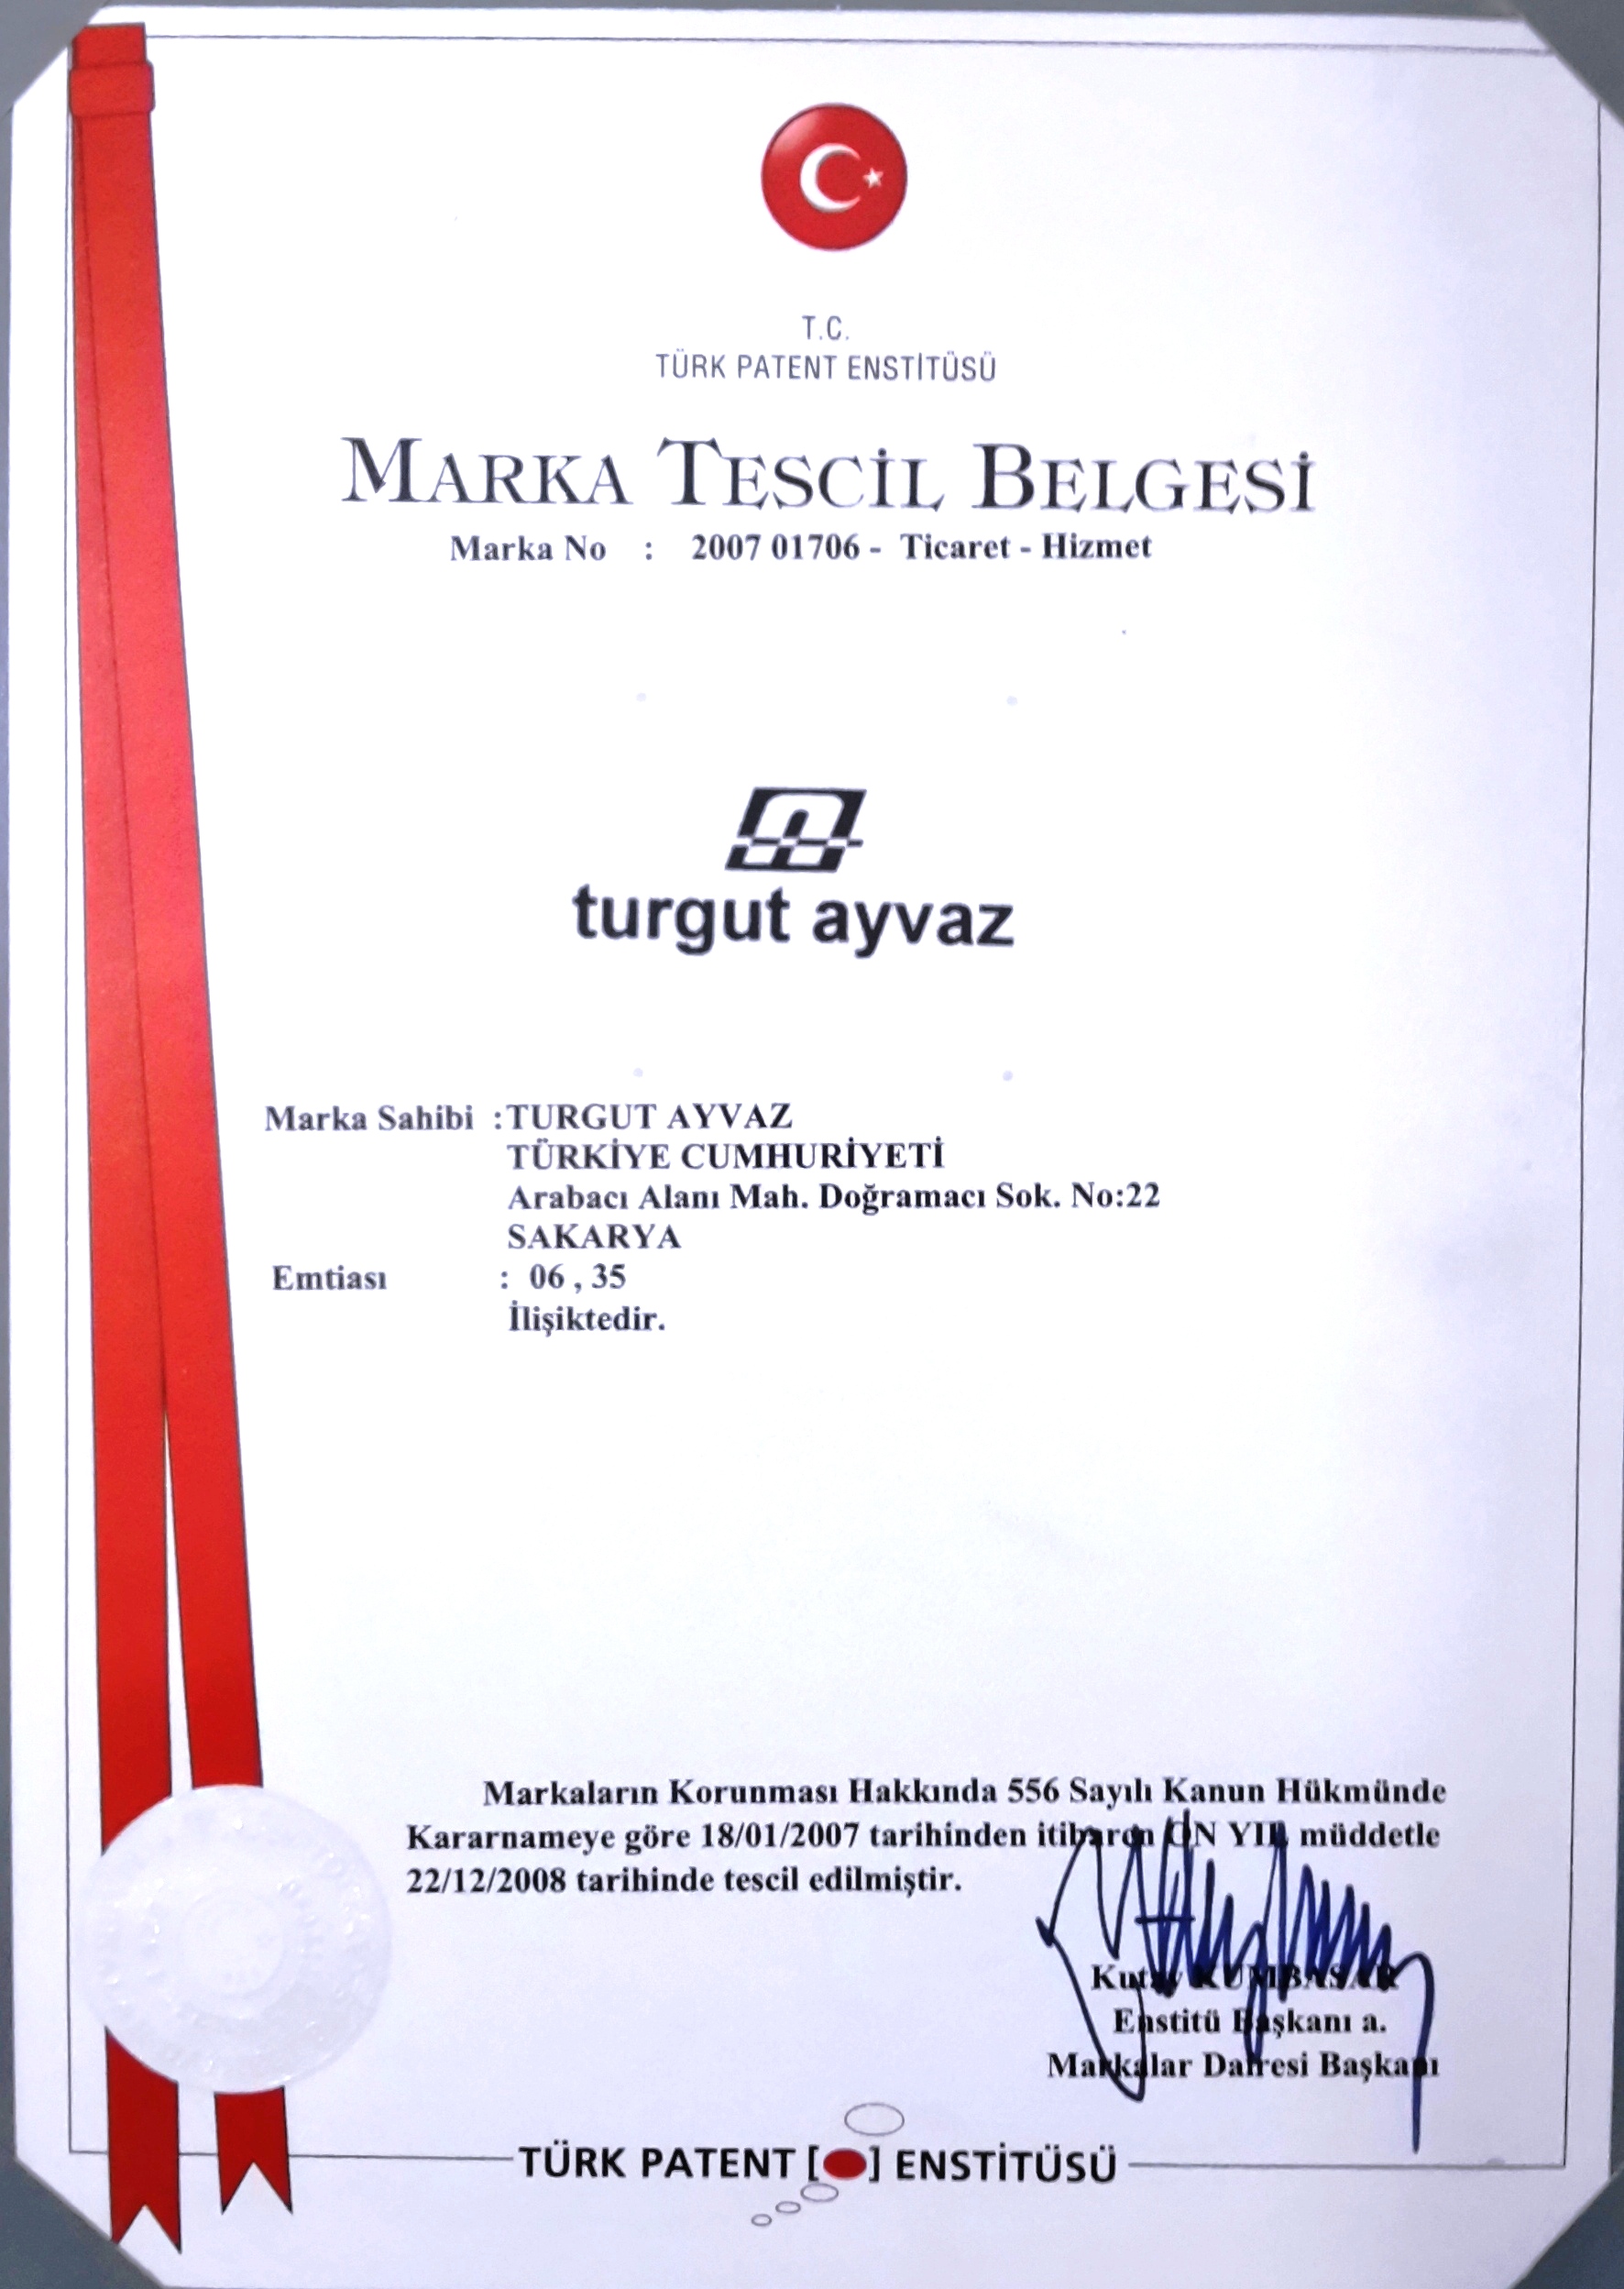 T.C.
TÜRK PATENT ENSTİTÜSÜ
MARKA TESCİL BELGESİ
Marka No : 2007 01706 - Ticaret - Hizmet
turgut ayvaz
Marka Sahibi :TURGUT AYVAZ
TÜRKİYE CUMHURİYETİ
Arabacı Alanı Mah. Doğramacı Sok. No:22
SAKARYA
Emtiası : 06 , 35
İlişiktedir.
Markaların Korunması Hakkında 556 Sayılı Kanun Hükmünde
Kararnameye göre 18/01/2007 tarihinden itibaren ON YIL müddetle
22/12/2008 tarihinde tescil edilmiştir.
Kutay KUMBASAR
Enstitü Başkanı a.
Markalar Dairesi Başkanı
TÜRK PATENT [ ] ENSTİTÜSÜ